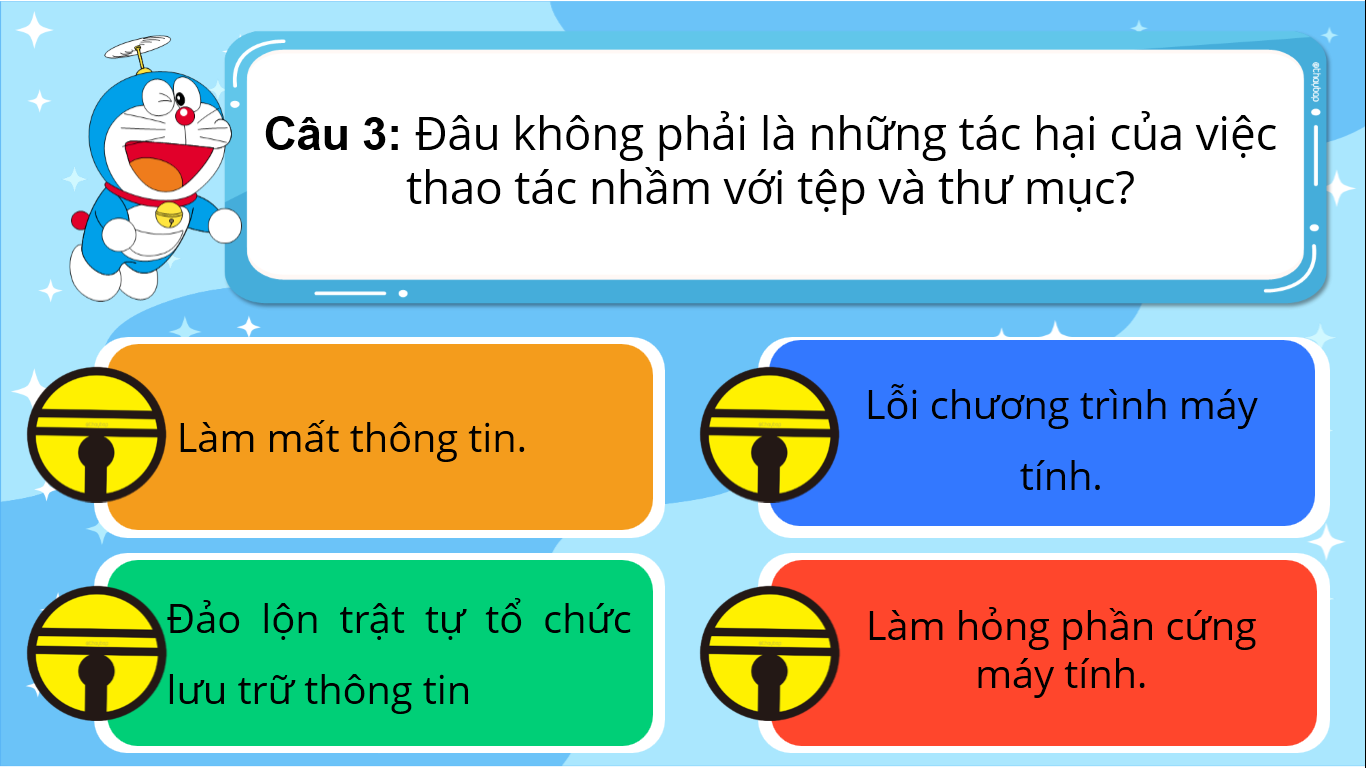 Câu 3: Đâu không phải là những tác hại của việc
thao tác nhầm với tệp và thư mục?
Làm mất thông tin.
Lỗi chương trình máy
tính.
Đảo lộn trật tự tổ chức
lưu trữ thông tin
Làm hỏng phần cứng
máy tính.